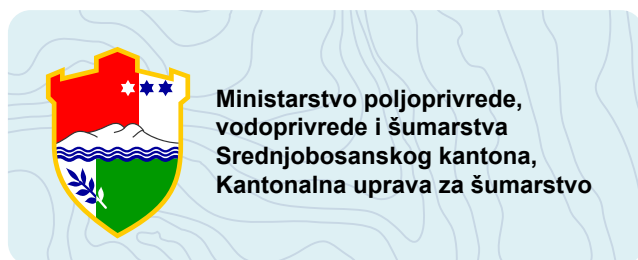 Ministarstvo poljoprivrede,
vodoprivrede i šumarstva
Srednjobosanskog kantona,
Kantonalna uprava za šumarstvo